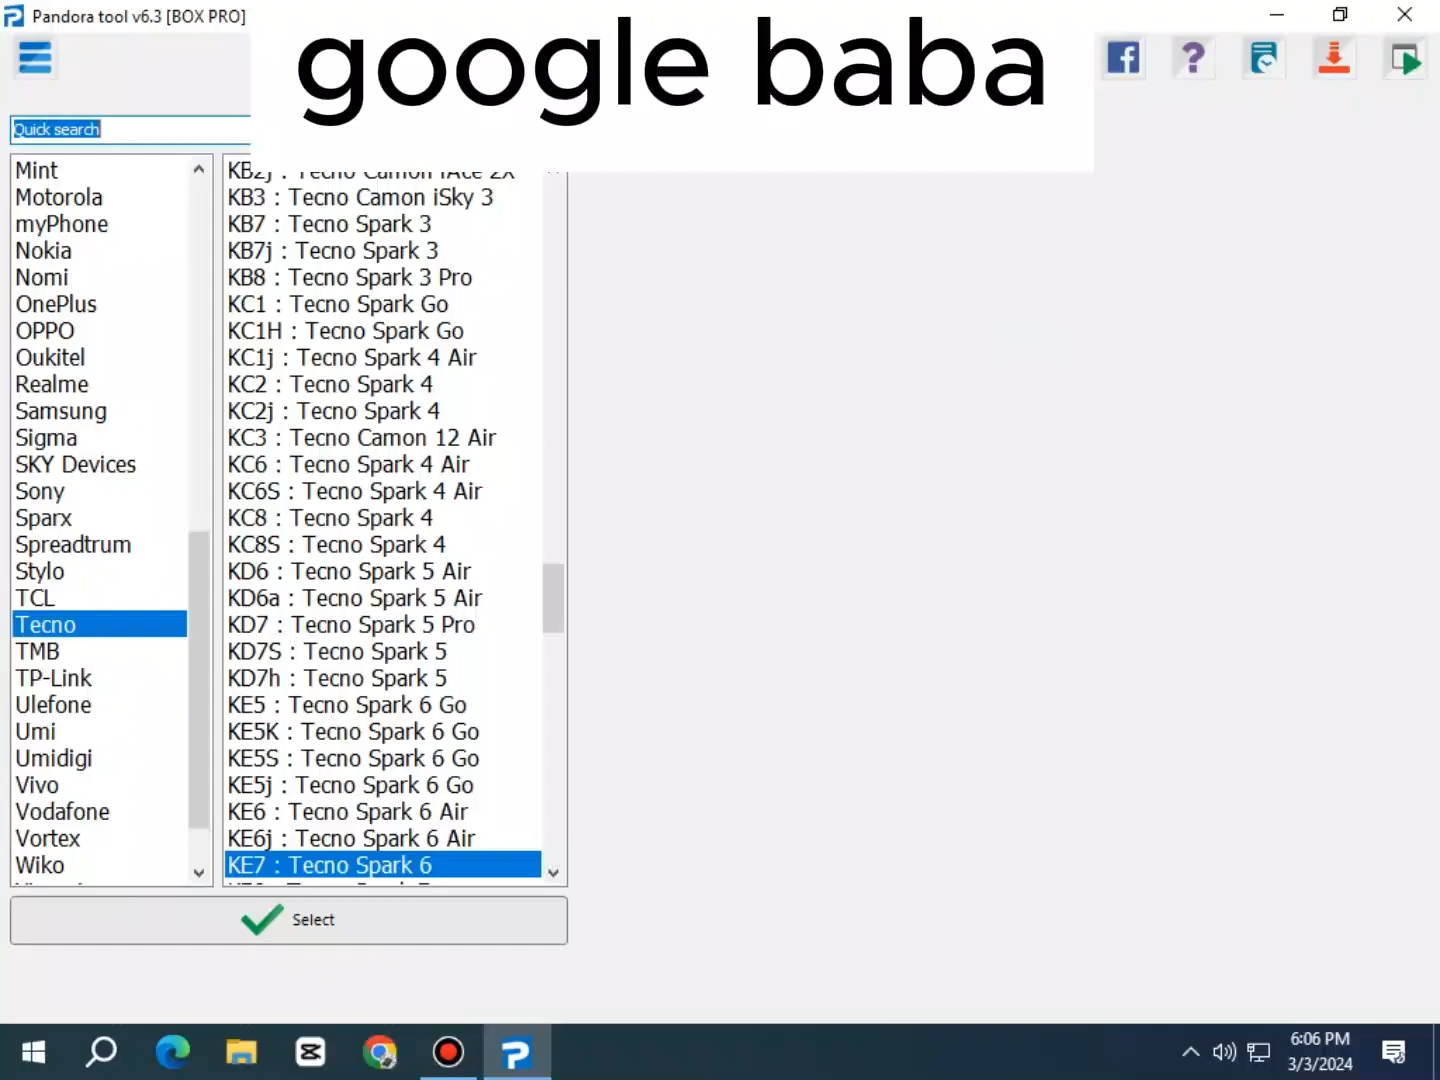 Pandora tool v6.3 [BOX PRO]
google baba
Quick search
Mint
Motorola
myPhone
Nokia
Nomi
OnePlus
OPPO
Oukitel
Realme
Samsung
Sigma
SKY Devices
Sony
Sparx
Spreadtrum
Stylo
TCL
Tecno
TMB
TP-Link
Ulefone
Umi
Umidigi
Vivo
Vodafone
Vortex
Wiko
KB2j : Tecno Camon iAce 2X
KB3 : Tecno Camon iSky 3
KB7 : Tecno Spark 3
KB7j : Tecno Spark 3
KB8 : Tecno Spark 3 Pro
KC1 : Tecno Spark Go
KC1H : Tecno Spark Go
KC1j : Tecno Spark 4 Air
KC2 : Tecno Spark 4
KC2j : Tecno Spark 4
KC3 : Tecno Camon 12 Air
KC6 : Tecno Spark 4 Air
KC6S : Tecno Spark 4 Air
KC8 : Tecno Spark 4
KC8S : Tecno Spark 4
KD6 : Tecno Spark 5 Air
KD6a : Tecno Spark 5 Air
KD7 : Tecno Spark 5 Pro
KD7S : Tecno Spark 5
KD7h : Tecno Spark 5
KE5 : Tecno Spark 6 Go
KE5K : Tecno Spark 6 Go
KE5S : Tecno Spark 6 Go
KE5j : Tecno Spark 6 Go
KE6 : Tecno Spark 6 Air
KE6j : Tecno Spark 6 Air
KE7 : Tecno Spark 6
Select
6:06 PM
3/3/2024